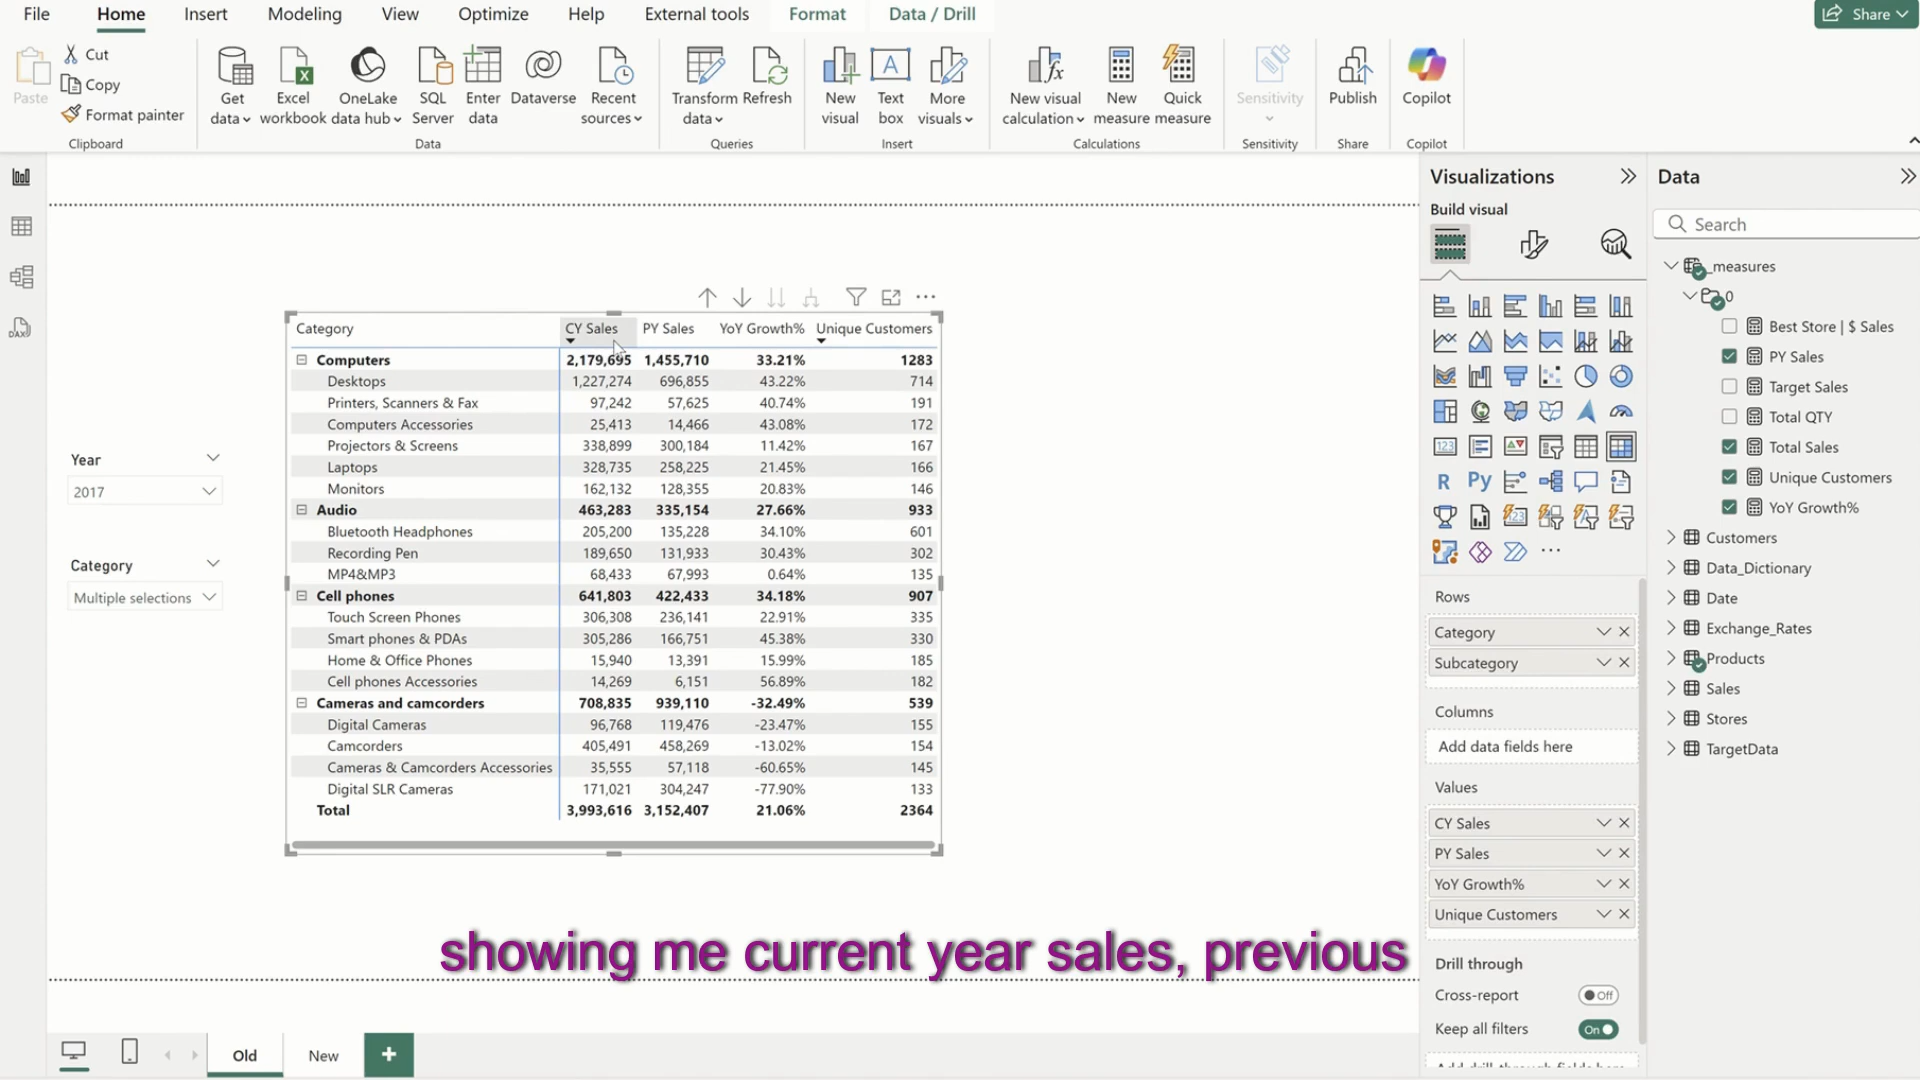 File Home Insert Modeling View Optimize Help External tools Format Data / Drill Share
Paste Cut Copy Format painter
Clipboard
Get data Excel workbook OneLake data hub SQL Server Enter data Dataverse Recent sources
Data
Transform data Refresh
Queries
New visual Text box More visuals
Insert
New visual calculation New measure Quick measure
Calculations
Sensitivity
Sensitivity
Publish
Share
Copilot
Copilot
Year
2017
Category
Multiple selections
Category CY Sales PY Sales YoY Growth% Unique Customers
Computers 2,179,695 1,455,710 33.21% 1283
Desktops 1,227,274 696,855 43.22% 714
Printers, Scanners & Fax 97,242 57,625 40.74% 191
Computers Accessories 25,413 14,466 43.08% 172
Projectors & Screens 338,899 300,184 11.42% 167
Laptops 328,735 258,225 21.45% 166
Monitors 162,132 128,355 20.83% 146
Audio 463,283 335,154 27.66% 933
Bluetooth Headphones 205,200 135,228 34.10% 601
Recording Pen 189,650 131,933 30.43% 302
MP4&MP3 68,433 67,993 0.64% 135
Cell phones 641,803 422,433 34.18% 907
Touch Screen Phones 306,308 236,141 22.91% 335
Smart phones & PDAs 305,286 166,751 45.38% 330
Home & Office Phones 15,940 13,391 15.99% 185
Cell phones Accessories 14,269 6,151 56.89% 182
Cameras and camcorders 708,835 939,110 -32.49% 539
Digital Cameras 96,768 119,476 -23.47% 155
Camcorders 405,491 458,269 -13.02% 154
Cameras & Camcorders Accessories 35,555 57,118 -60.65% 145
Digital SLR Cameras 171,021 304,247 -77.90% 133
Total 3,993,616 3,152,407 21.06% 2364
showing me current year sales, previous
Old New +
Visualizations
Build visual
123
R Py
123
Rows
Category
Subcategory
Columns
Add data fields here
Values
CY Sales
PY Sales
YoY Growth%
Unique Customers
Drill through
Cross-report Off
Keep all filters On
Add drill-through fields here
Data
Search
_measures
0
Best Store | $ Sales
PY Sales
Target Sales
Total QTY
Total Sales
Unique Customers
YoY Growth%
Customers
Data_Dictionary
Date
Exchange_Rates
Products
Sales
Stores
TargetData
DAX